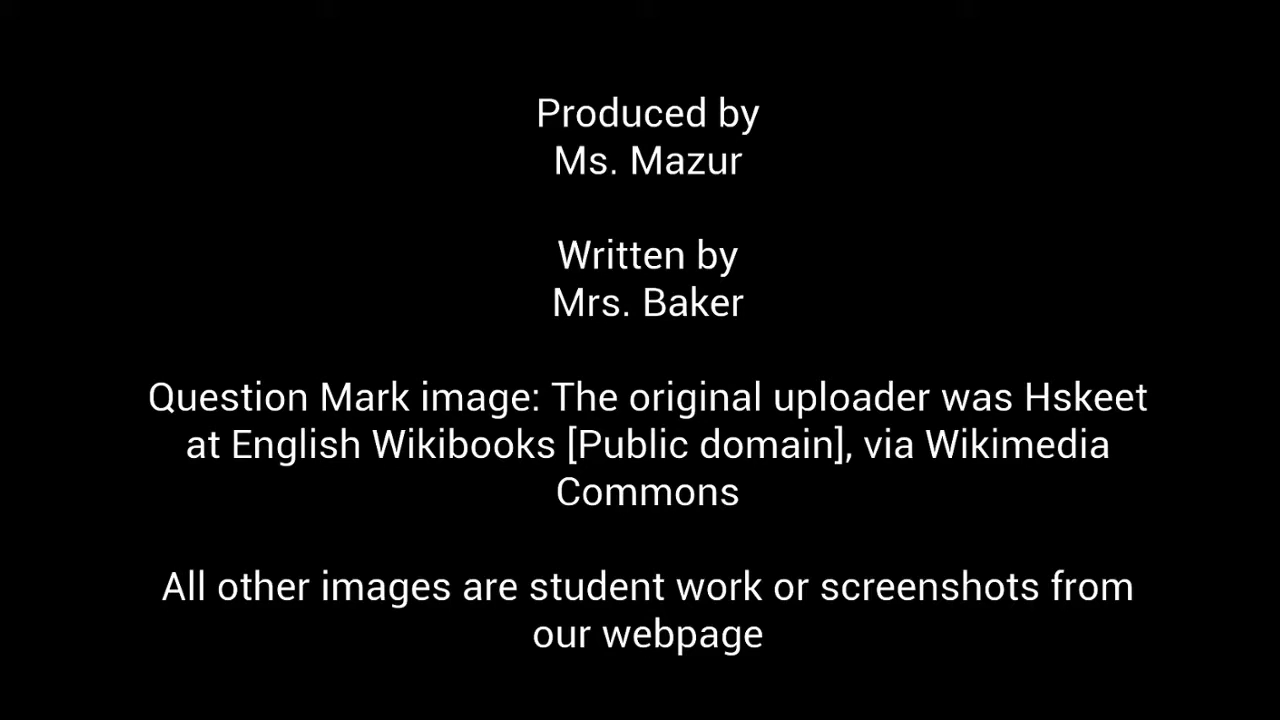 Produced by
Ms. Mazur
Written by
Mrs. Baker
Question Mark image: The original uploader was Hskeet
at English Wikibooks [Public domain], via Wikimedia
Commons
All other images are student work or screenshots from
our webpage